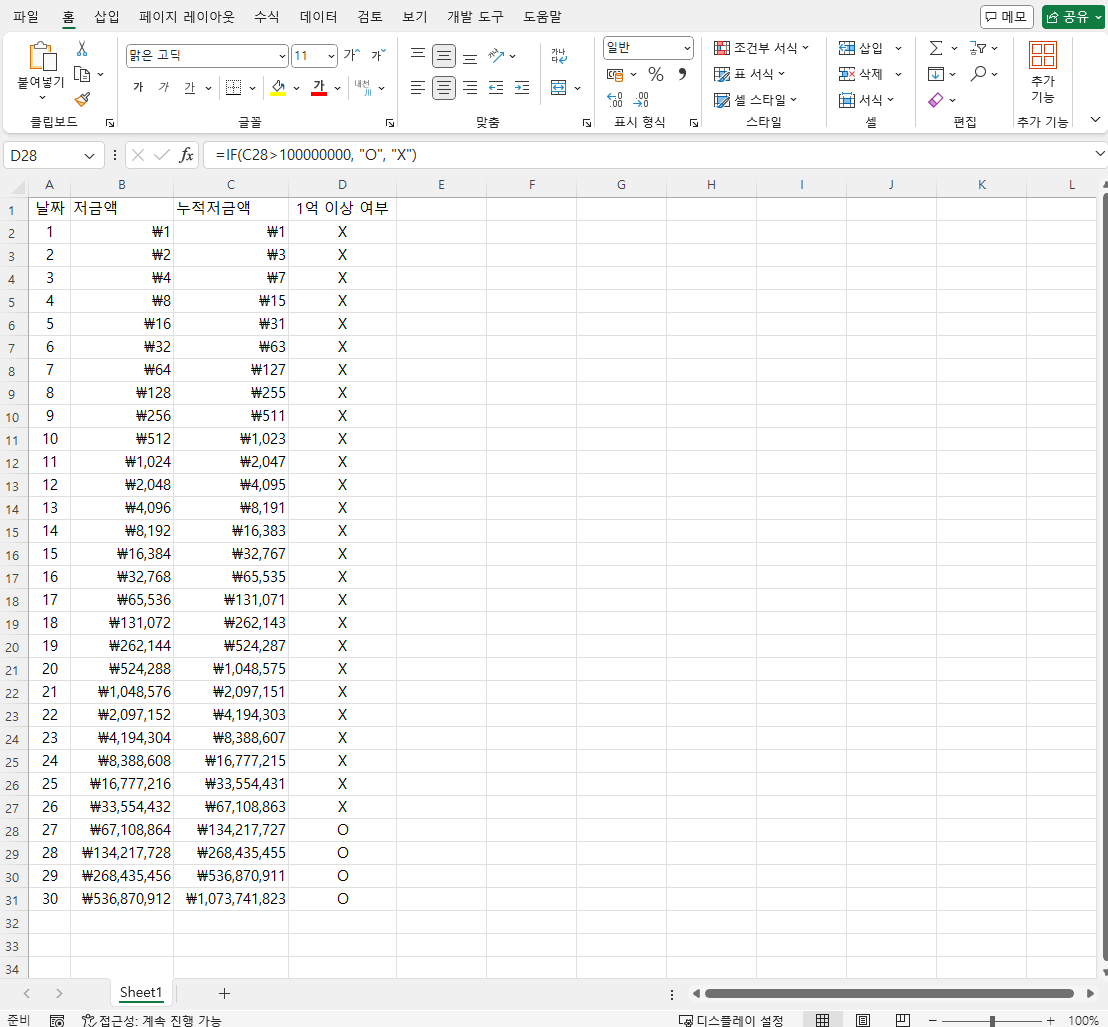 파일 홈 삽입 페이지 레이아웃 수식 데이터 검토 보기 개발 도구 도움말 메모 공유
붙여넣기 맑은 고딕 11 가 가 일반 조건부 서식 삽입
가 가 가 가 내천 가나 다 % 표 서식 삭제 추가 기능
셀 스타일 서식
클립보드 글꼴 맞춤 표시 형식 스타일 셀 편집 추가 기능
D28 fx =IF(C28>100000000, "O", "X")
A B C D E F G H I J K L
1 날짜 저금액 누적저금액 1억 이상 여부
2 1 ₩1 ₩1 X
3 2 ₩2 ₩3 X
4 3 ₩4 ₩7 X
5 4 ₩8 ₩15 X
6 5 ₩16 ₩31 X
7 6 ₩32 ₩63 X
8 7 ₩64 ₩127 X
9 8 ₩128 ₩255 X
10 9 ₩256 ₩511 X
11 10 ₩512 ₩1,023 X
12 11 ₩1,024 ₩2,047 X
13 12 ₩2,048 ₩4,095 X
14 13 ₩4,096 ₩8,191 X
15 14 ₩8,192 ₩16,383 X
16 15 ₩16,384 ₩32,767 X
17 16 ₩32,768 ₩65,535 X
18 17 ₩65,536 ₩131,071 X
19 18 ₩131,072 ₩262,143 X
20 19 ₩262,144 ₩524,287 X
21 20 ₩524,288 ₩1,048,575 X
22 21 ₩1,048,576 ₩2,097,151 X
23 22 ₩2,097,152 ₩4,194,303 X
24 23 ₩4,194,304 ₩8,388,607 X
25 24 ₩8,388,608 ₩16,777,215 X
26 25 ₩16,777,216 ₩33,554,431 X
27 26 ₩33,554,432 ₩67,108,863 X
28 27 ₩67,108,864 ₩134,217,727 O
29 28 ₩134,217,728 ₩268,435,455 O
30 29 ₩268,435,456 ₩536,870,911 O
31 30 ₩536,870,912 ₩1,073,741,823 O
32
33
34
Sheet1
준비 접근성: 계속 진행 가능 디스플레이 설정 100%